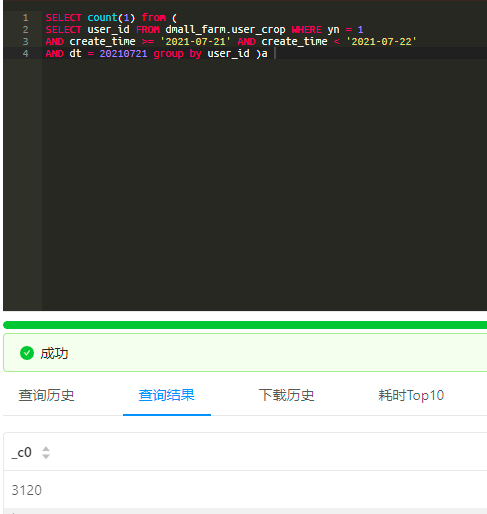 1 SELECT count(1) from (
2 SELECT user_id FROM dmall_farm.user_crop WHERE yn = 1
3 AND create_time >= '2021-07-21' AND create_time < '2021-07-22'
4 AND dt = 20210721 group by user_id )a
成功
查询历史 查询结果 下载历史 耗时Top10
_c0
3120